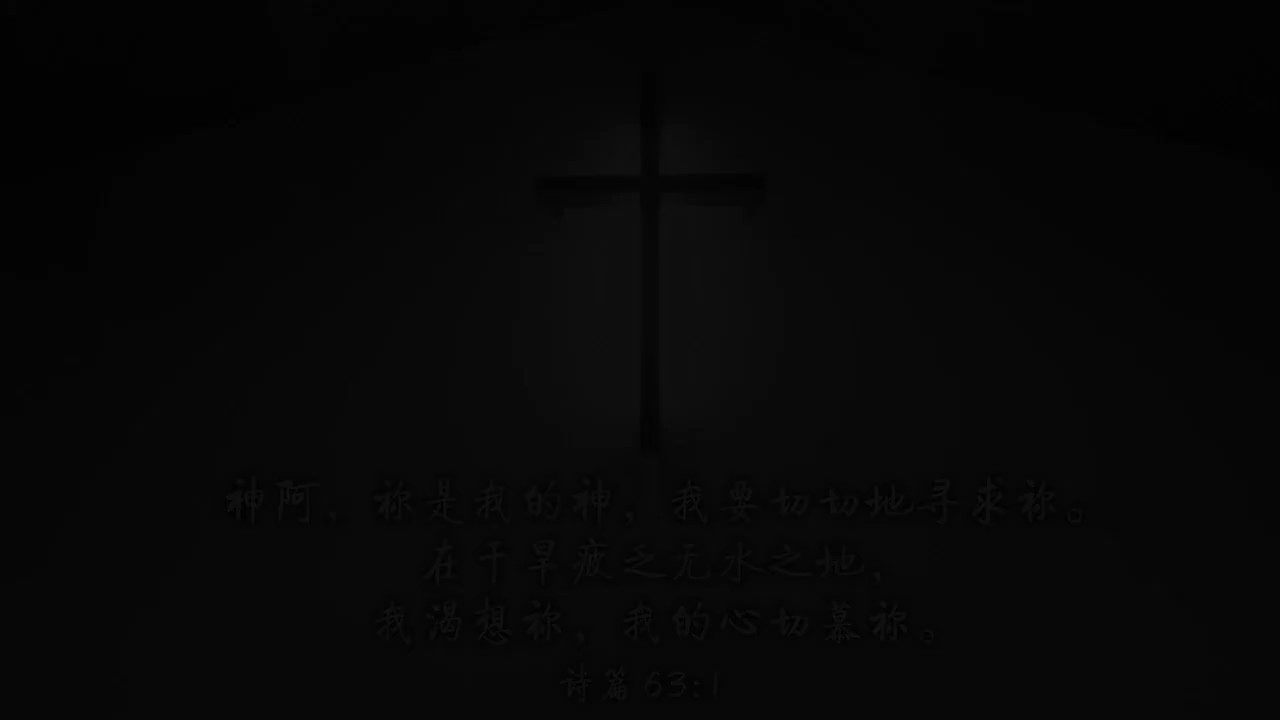 神阿、祢是我的神，我要切切地寻求祢。
在干旱疲乏无水之地，
我渴想祢，我的心切慕祢。
诗篇 63:1